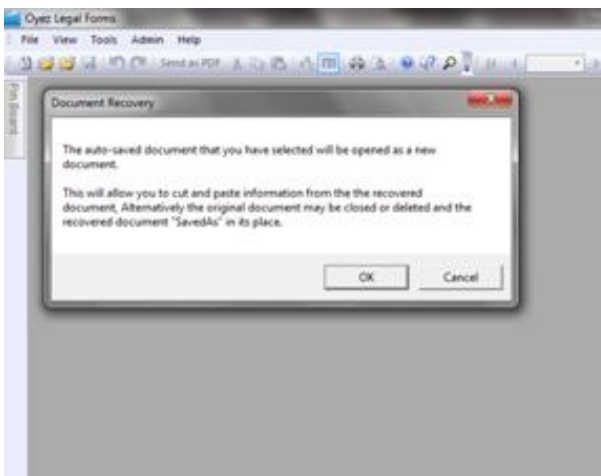 Oyez Legal Forms
File View Tools Admin Help
Send as PDF
Pin Board
Document Recovery
The auto-saved document that you have selected will be opened as a new
document.
This will allow you to cut and paste information from the the recovered
document, Alternatively the original document may be closed or deleted and the
recovered document "SavedAs" in its place.
OK Cancel